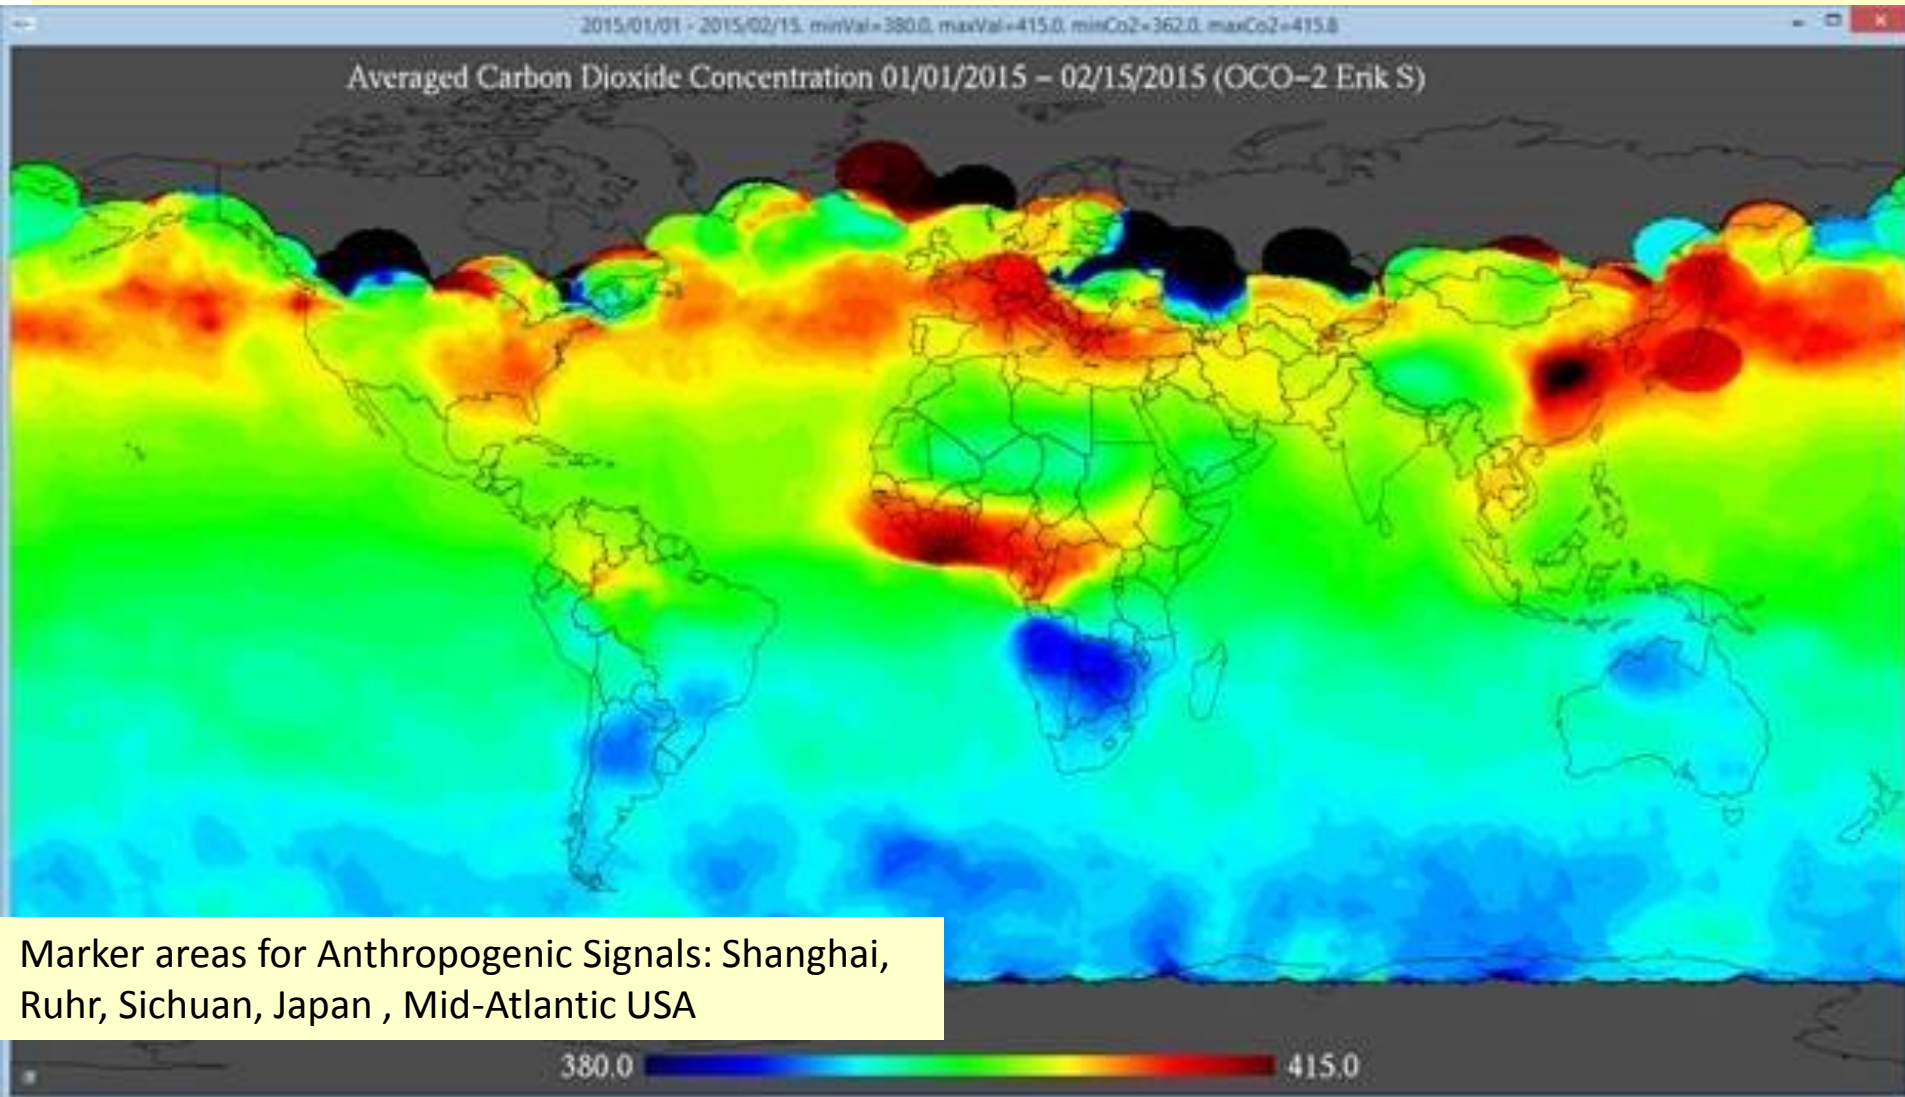 2015/01/01 - 2015/02/15. minVal=380.0, maxVal=415.0. minCo2=362.0. maxCo2=415.8
Averaged Carbon Dioxide Concentration 01/01/2015 – 02/15/2015 (OCO–2 Erik S)
Marker areas for Anthropogenic Signals: Shanghai,
Ruhr, Sichuan, Japan , Mid-Atlantic USA
380.0 415.0